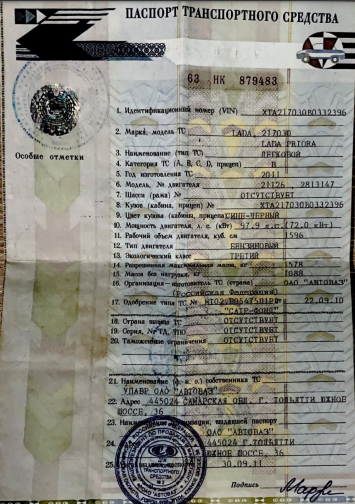 ПАСПОРТ ТРАНСПОРТНОГО СРЕДСТВА
63 НК 879483
Особые отметки
1. Идентификационный номер (VIN) XTA217030B0332396
2. Марка, модель ТС LADA, 217030
LADA PRIORA
3. Наименование (тип ТС) ЛЕГКОВОЙ
4. Категория ТС (A, B, C, D, прицеп) B
5. Год изготовления ТС 2011
6. Модель, № двигателя 21126 2813147
7. Шасси (рама) № ОТСУТСТВУЕТ
8. Кузов (кабина, прицеп) № XTA217030B0332396
9. Цвет кузова (кабины, прицепа) СИНЕ-ЧЕРНЫЙ
10. Мощность двигателя, л. с. (кВт) 97.9 л.с.(72.0 кВт)
11. Рабочий объем двигателя, куб. см 1596
12. Тип двигателя БЕНЗИНОВЫЙ
13. Экологический класс ТРЕТИЙ
14. Разрешенная максимальная масса, кг 1578
15. Масса без нагрузки, кг 1088
16. Организация - изготовитель ТС (страна) ОАО "АВТОВАЗ"
(Российская Федерация)
17. Одобрение типа ТС № 22.09.10
"САТР-ФОНД"
18. Страна вывоза ТС ОТСУТСТВУЕТ
19. Серия, № ТД, ТПО ОТСУТСТВУЕТ
20. Таможенные ограничения ОТСУТСТВУЕТ
21. Наименование (ф. и. о.) собственника ТС
УПАВР ОАО "АВТОВАЗ"
22. Адрес 445024 САМАРСКАЯ ОБЛ. Г. ТОЛЬЯТТИ ЮЖНОЕ
ШОССЕ, 36
23. Наименование организации, выдавшей паспорт
ОАО "АВТОВАЗ"
24. 445024 Г.ТОЛЬЯТТИ
ЮЖНОЕ ШОССЕ, 36
25. 30.09.11
Подпись